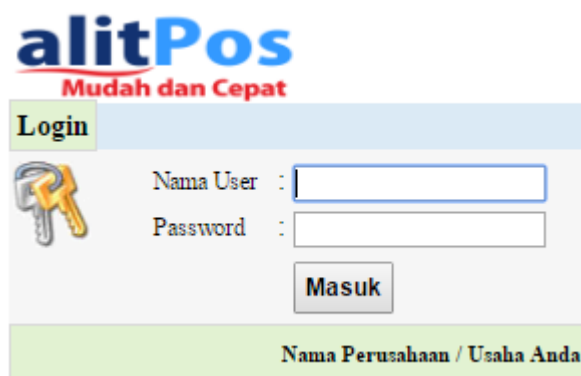 alitPos
Mudah dan Cepat
Login
Nama User :
Password :
Masuk
Nama Perusahaan / Usaha Anda